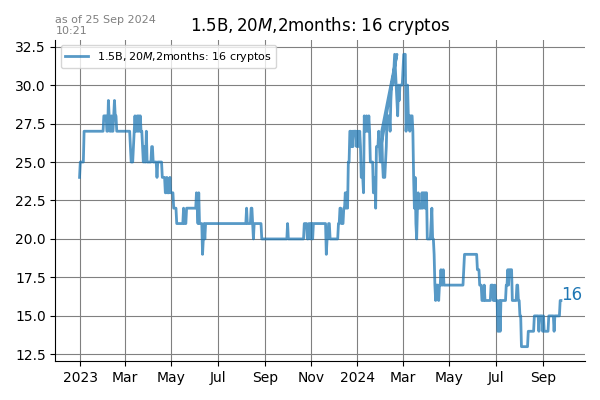 as of 25 Sep 2024
10:21
1.5B, 20M,2months: 16 cryptos
1.5B, 20M,2months: 16 cryptos
32.5
30.0
27.5
25.0
22.5
20.0
17.5
15.0
12.5
16
2023 Mar May Jul Sep Nov 2024 Mar May Jul Sep